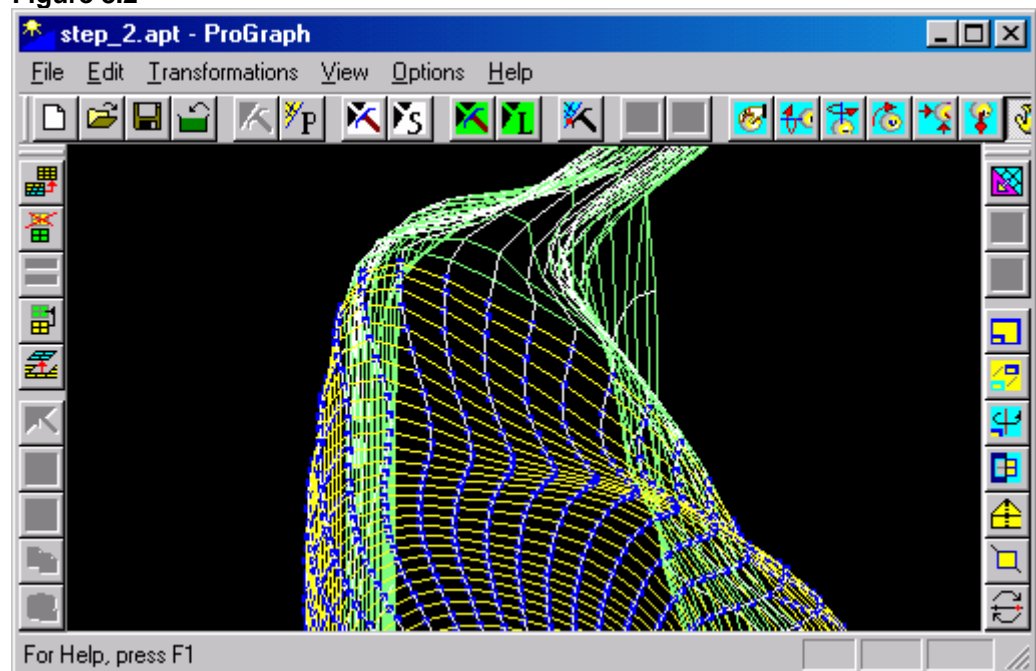 step_2.apt - ProGraph
File Edit Transformations View Options Help
P S L
For Help, press F1